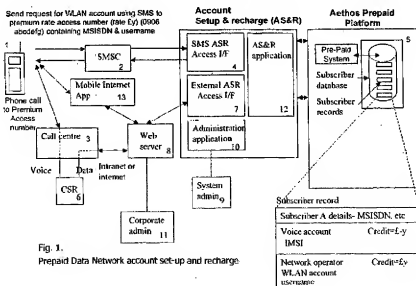 Send request for WLAN account using SMS to
premium rate access number (rate £y) (0906
abcdefg) containing MSISDN & username
Account
Setup & recharge (AS&R)
Aethos Prepaid
Platform
1
SMSC
2
SMS ASR
Access I/F
4
AS&R
application
12
Pre-Paid
System
5
Subscriber
database
Subscriber
records
Mobile Internet
App
13
External ASR
Access I/F
7
Phone call
to Premium
Access
number
Call centre 3
Web
server
8
Administration
application
10
Voice
Data
Intranet or
internet
CSR
6
System
admin 9
Corporate
admin
11
Subscriber record
Subscriber A details- MSISDN, etc
Voice account Credit=£-y
IMSI
Network operator Credit=£y
WLAN account
username
Fig. 1.
Prepaid Data Network account set-up and recharge